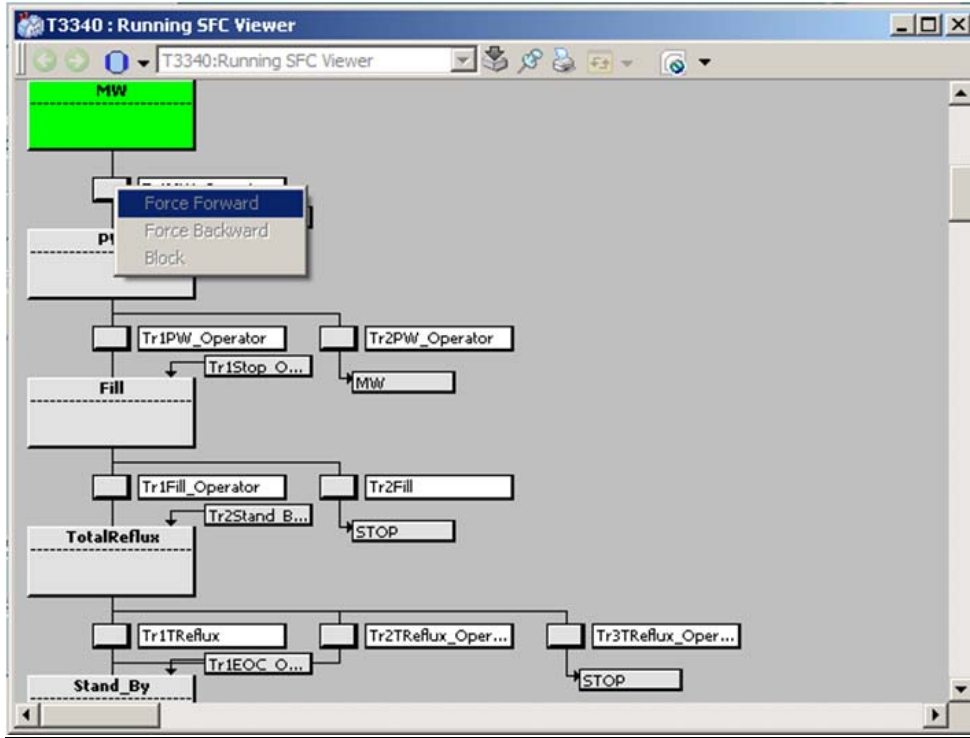 T3340 : Running SFC Viewer
T3340:Running SFC Viewer
MW
Force Forward
Force Backward
Block
Tr1PW_Operator
Tr2PW_Operator
Tr1Stop_O...
MW
Fill
Tr1Fill_Operator
Tr2Fill
Tr2Stand_B...
STOP
TotalReflux
Tr1TReflux
Tr2TReflux_Oper...
Tr3TReflux_Oper...
Tr1EOC_O...
STOP
Stand_By